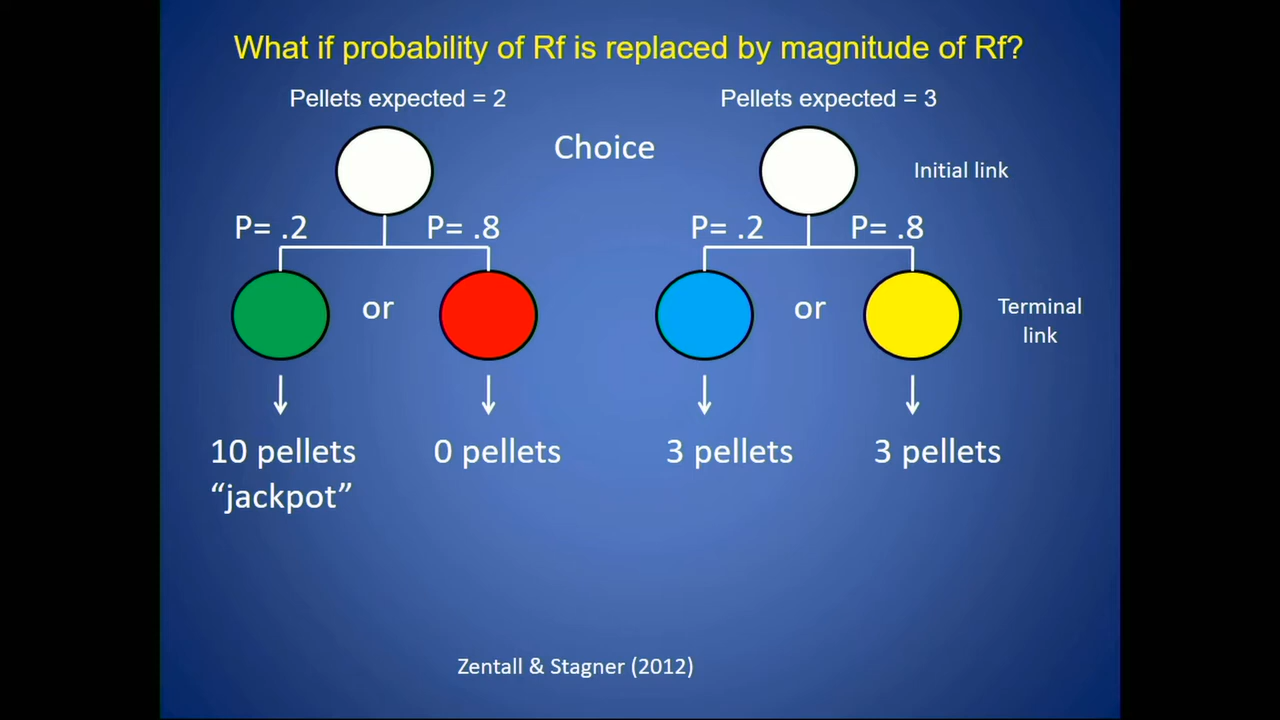 What if probability of Rf is replaced by magnitude of Rf?
Pellets expected = 2
Pellets expected = 3
Choice
Initial link
P= .2
P= .8
P= .2
P= .8
or
or
Terminal
link
10 pellets
“jackpot”
0 pellets
3 pellets
3 pellets
Zentall & Stagner (2012)